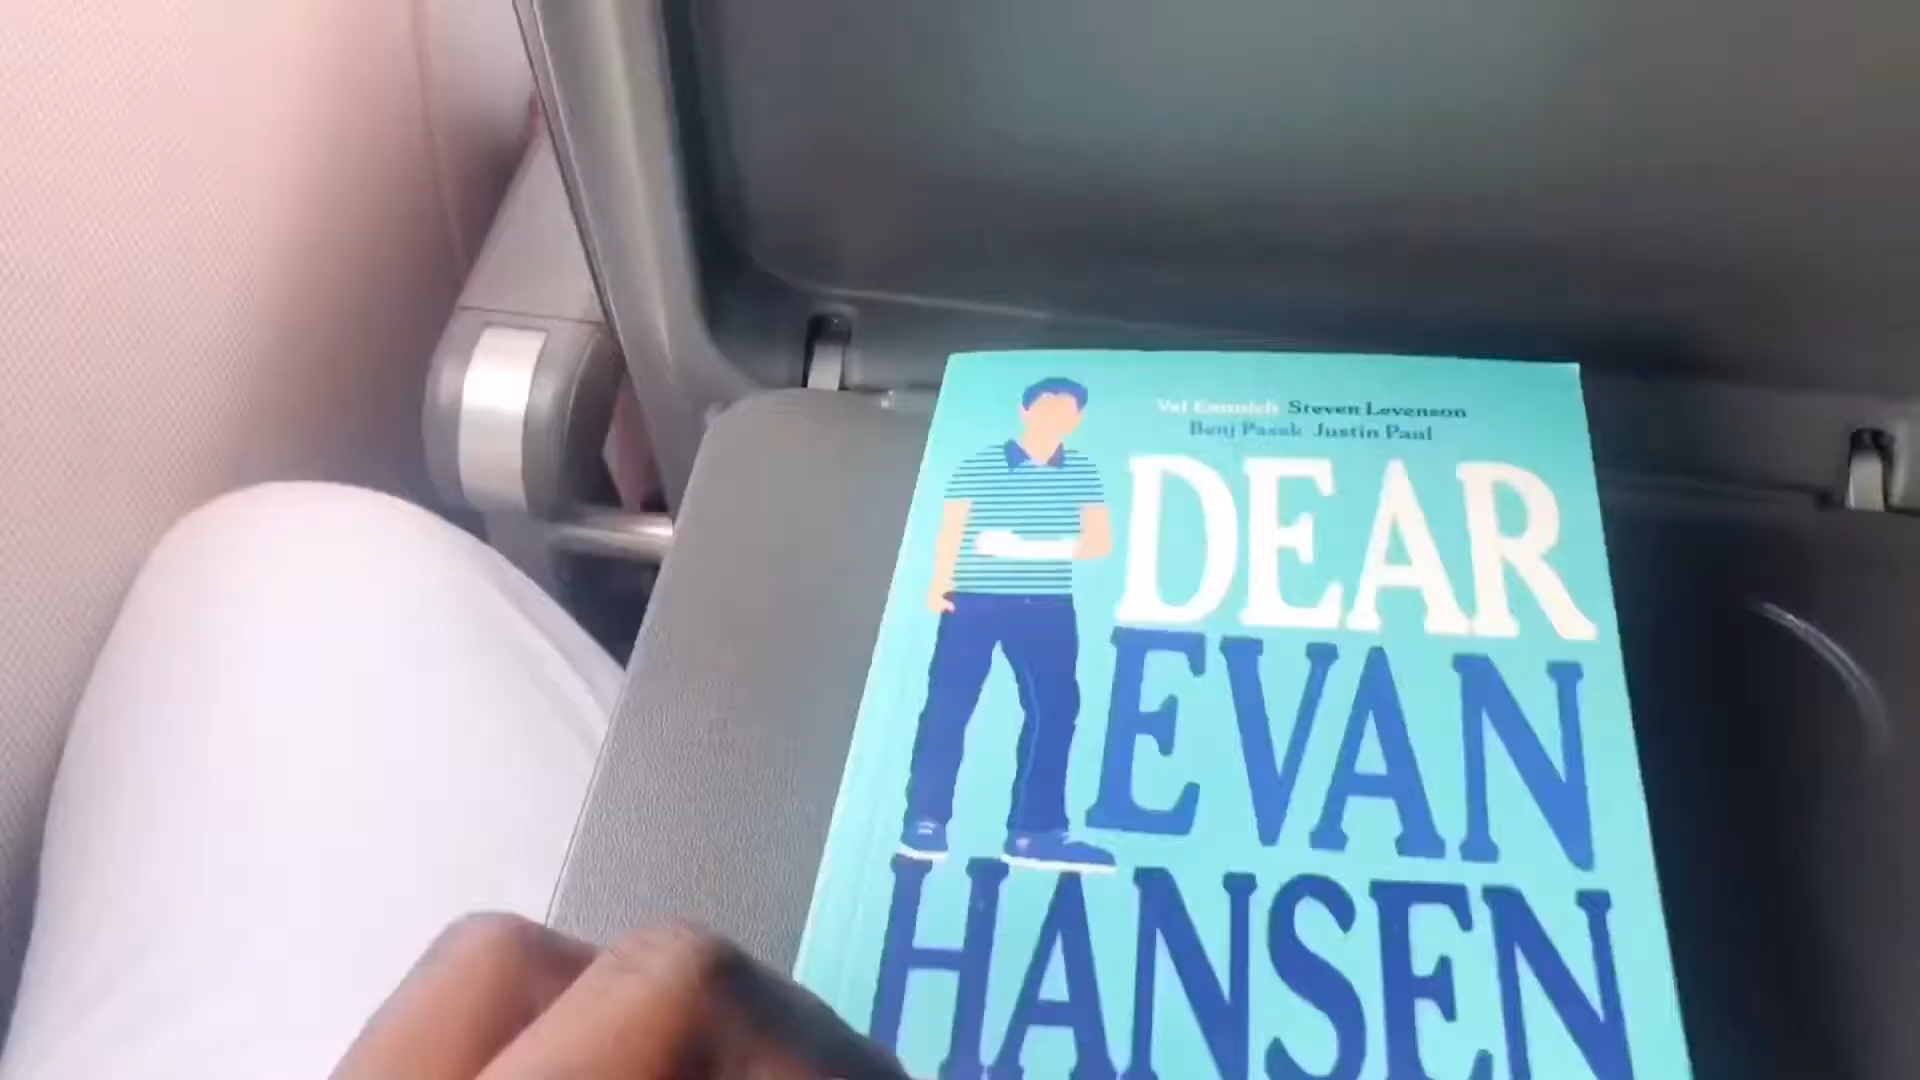 Val Emmich Steven Levenson
Benj Pasek Justin Paul
DEAR
EVAN
HANSEN